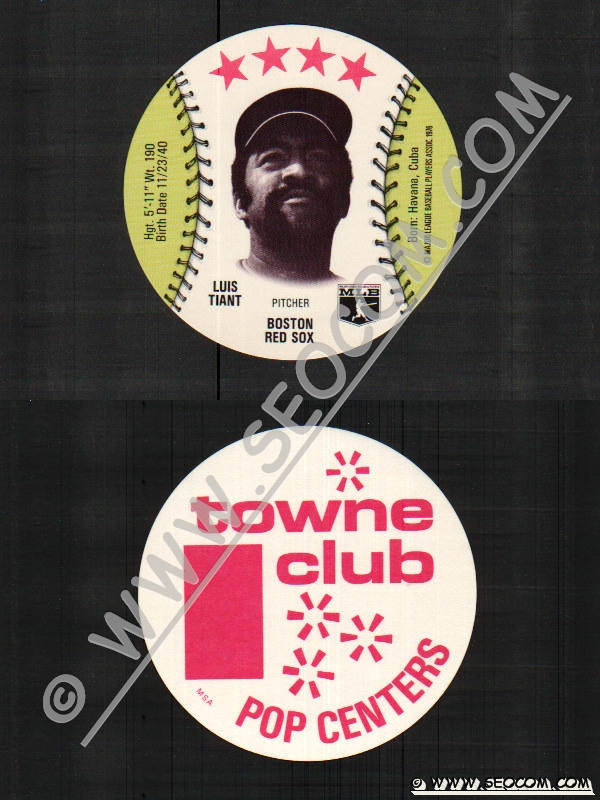 Hgt. 5'-11" Wt. 190
Birth Date 11/23/40
Born: Havana, Cuba
© MAJOR LEAGUE BASEBALL PLAYERS ASSOC. 1976
LUIS
TIANT
PITCHER
BOSTON
RED SOX
MLB
© WWW.SEOCOM.COM
towne
club
POP CENTERS
MSA
© WWW.SEOCOM.COM